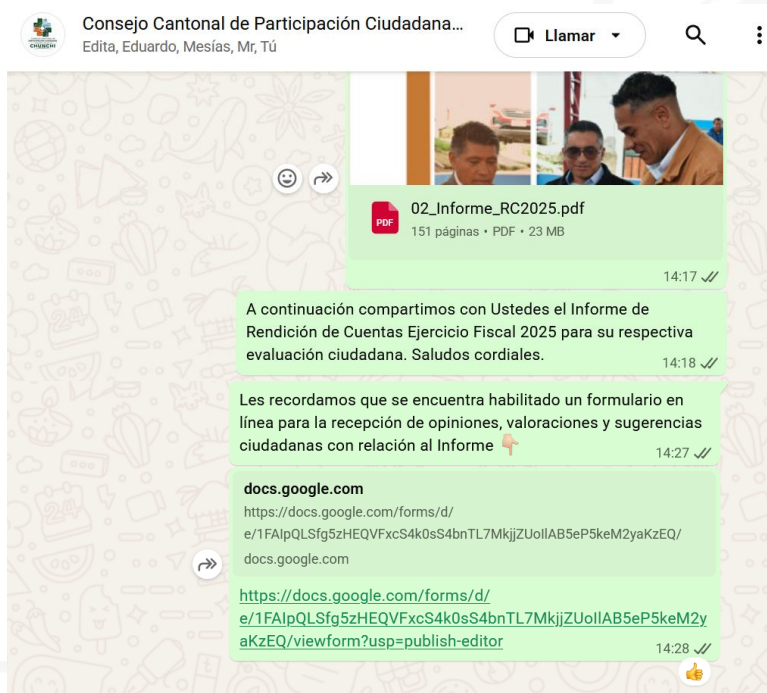 Consejo Cantonal de Participación Ciudadana...
Edita, Eduardo, Mesías, Mr, Tú
Llamar
CHUNCHI
PDF
02_Informe_RC2025.pdf
151 páginas • PDF • 23 MB
14:17
A continuación compartimos con Ustedes el Informe de
Rendición de Cuentas Ejercicio Fiscal 2025 para su respectiva
evaluación ciudadana. Saludos cordiales.
14:18
Les recordamos que se encuentra habilitado un formulario en
línea para la recepción de opiniones, valoraciones y sugerencias
ciudadanas con relación al Informe 👇🏻
14:27
docs.google.com
https://docs.google.com/forms/d/
e/1FAIpQLSfg5zHEQVFxcS4k0sS4bnTL7MkjjZUoIlAB5eP5keM2yaKzEQ/
docs.google.com
https://docs.google.com/forms/d/
e/1FAIpQLSfg5zHEQVFxcS4k0sS4bnTL7MkjjZUoIlAB5eP5keM2y
aKzEQ/viewform?usp=publish-editor
14:28